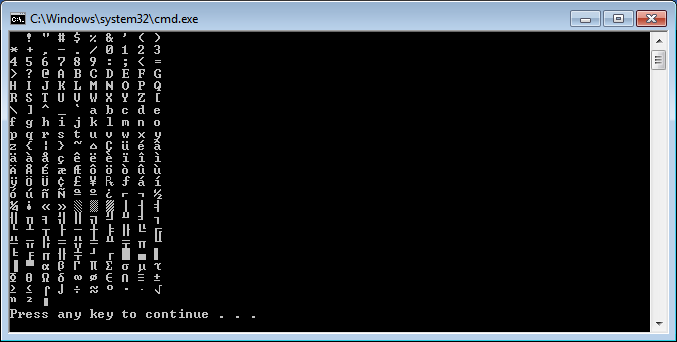 C:\Windows\system32\cmd.exe
! " # $ % & ' ( )
* + , - . / 0 1 2 3
4 5 6 7 8 9 : ; < =
> ? @ A B C D E F G
H I J K L M N O P Q
R S T U V W X Y Z [
\ ] ^ _ ` a b c d e
f g h i j k l m n o
p q r s t u v w x y
z { | } ~ ⌂ Ç ü é â
ä à å ç ê ë è ï î ì
Ä Å É æ Æ ô ö ò û ù
ÿ Ö Ü ¢ £ ¥ ₧ ƒ á í
ó ú ñ Ñ ª º ¿ ⌐ ¬ ½
¼ ¡ « » ░ ▒ ▓ │ ┤ ╡
╢ ╖ ╕ ╣ ║ ╗ ╝ ╜ ╛ ┐
└ ┴ ┬ ├ ─ ┼ ╞ ╟ ╚ ╔
╩ ╦ ╠ ═ ╬ ╧ ╨ ╤ ╥ ╙
╘ ╒ ╓ ╫ ╪ ┘ ┌ █ ▄ ▌
▐ ▀ α ß Γ π Σ σ µ τ
Φ Θ Ω δ ∞ φ ε ∩ ≡ ±
≥ ≤ ⌠ ⌡ ÷ ≈ ° ∙ · √
ⁿ ² ■
Press any key to continue . . .